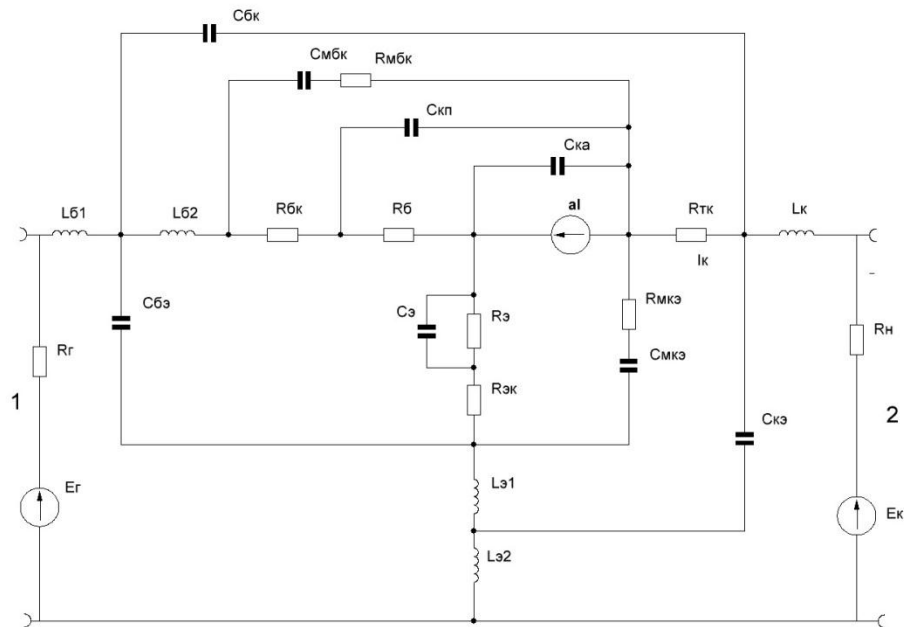 Cбк
Cмбк Rмбк
Cкп
Cка
Lб1 Lб2 Rбк Rб aI Rтк Lк
Iк
Cбэ Cэ Rэ Rмкэ
Rг Rн
Cмкэ
1 Rэк 2
Cкэ
Eг Lэ1 Eк
Lэ2